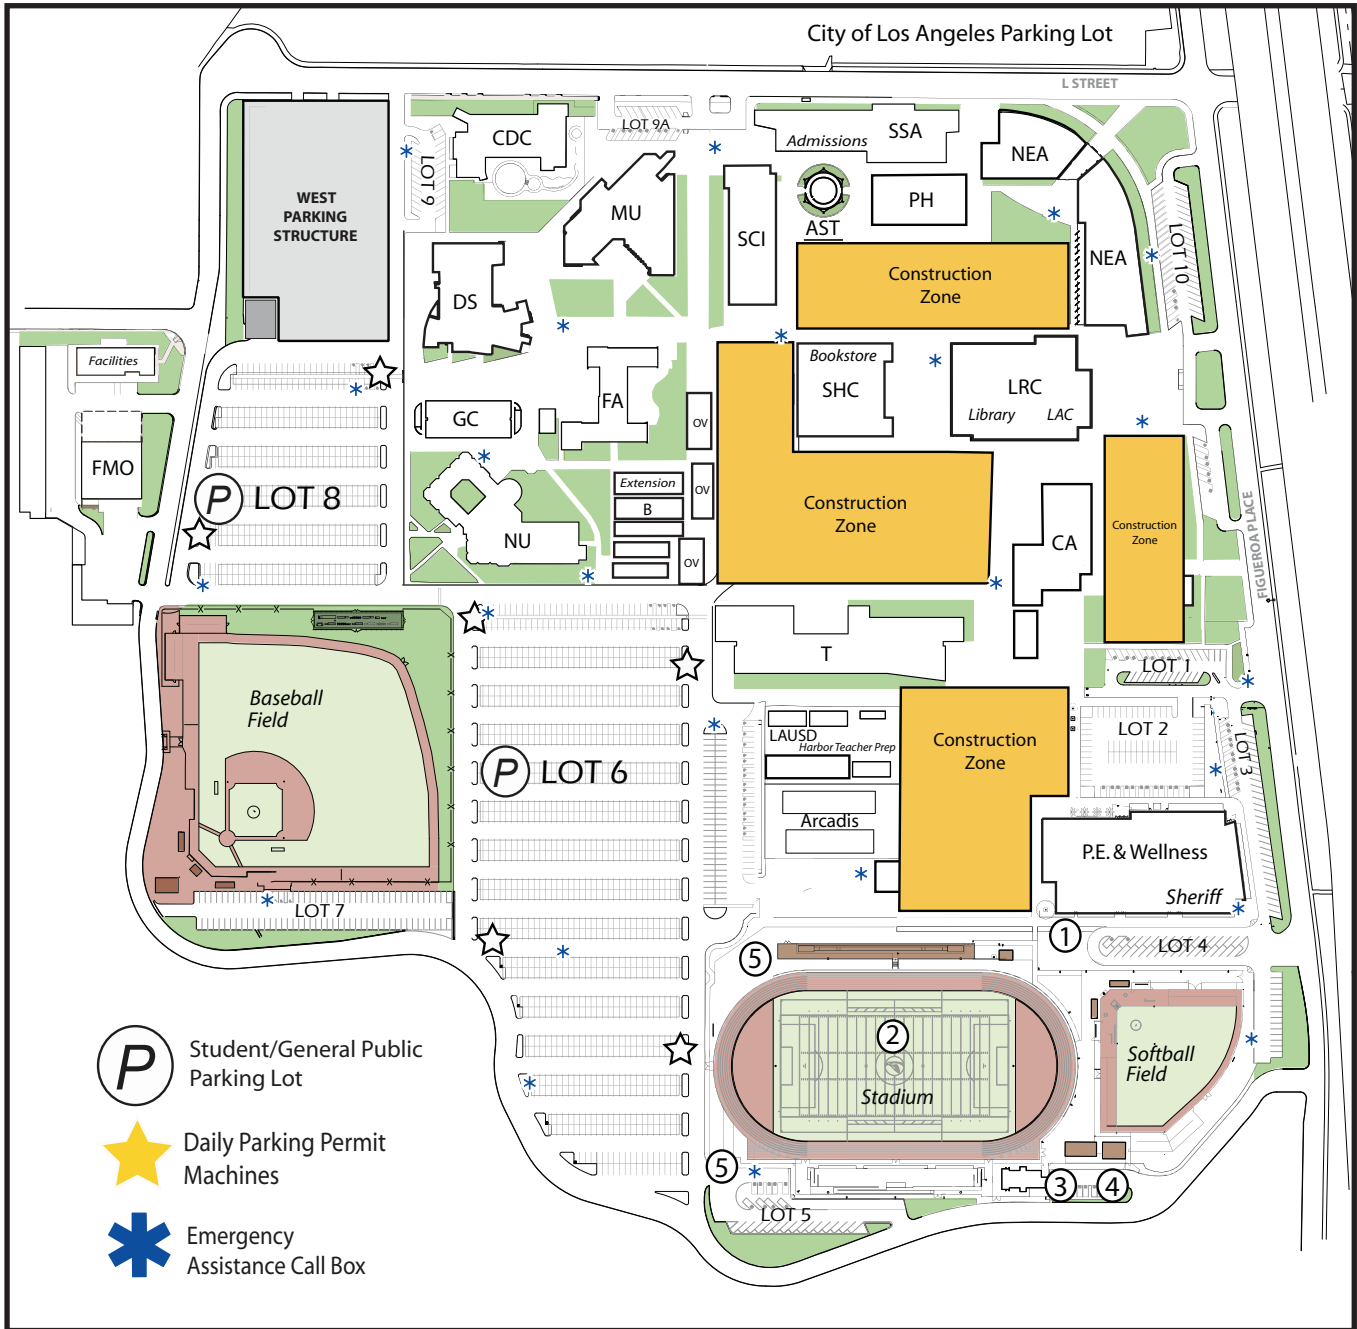 City of Los Angeles Parking Lot
L STREET
LOT 9A
CDC
Admissions
SSA
NEA
LOT 9
WEST
PARKING
STRUCTURE
MU
PH
SCI
AST
LOT 10
NEA
Construction
Zone
DS
Facilities
Bookstore
SHC
LRC
Library
LAC
GC
FA
OV
FMO
P
LOT 8
Extension
B
OV
NU
OV
Construction
Zone
CA
Construction
Zone
FIGUEROA PLACE
T
LOT 1
Baseball
Field
LAUSD
Harbor Teacher Prep
Construction
Zone
LOT 2
LOT 3
P
LOT 6
Arcadis
P.E. & Wellness
Sheriff
LOT 7
1
LOT 4
5
2
Stadium
Softball
Field
P
Student/General Public
Parking Lot
Daily Parking Permit
Machines
5
3
4
LOT 5
Emergency
Assistance Call Box